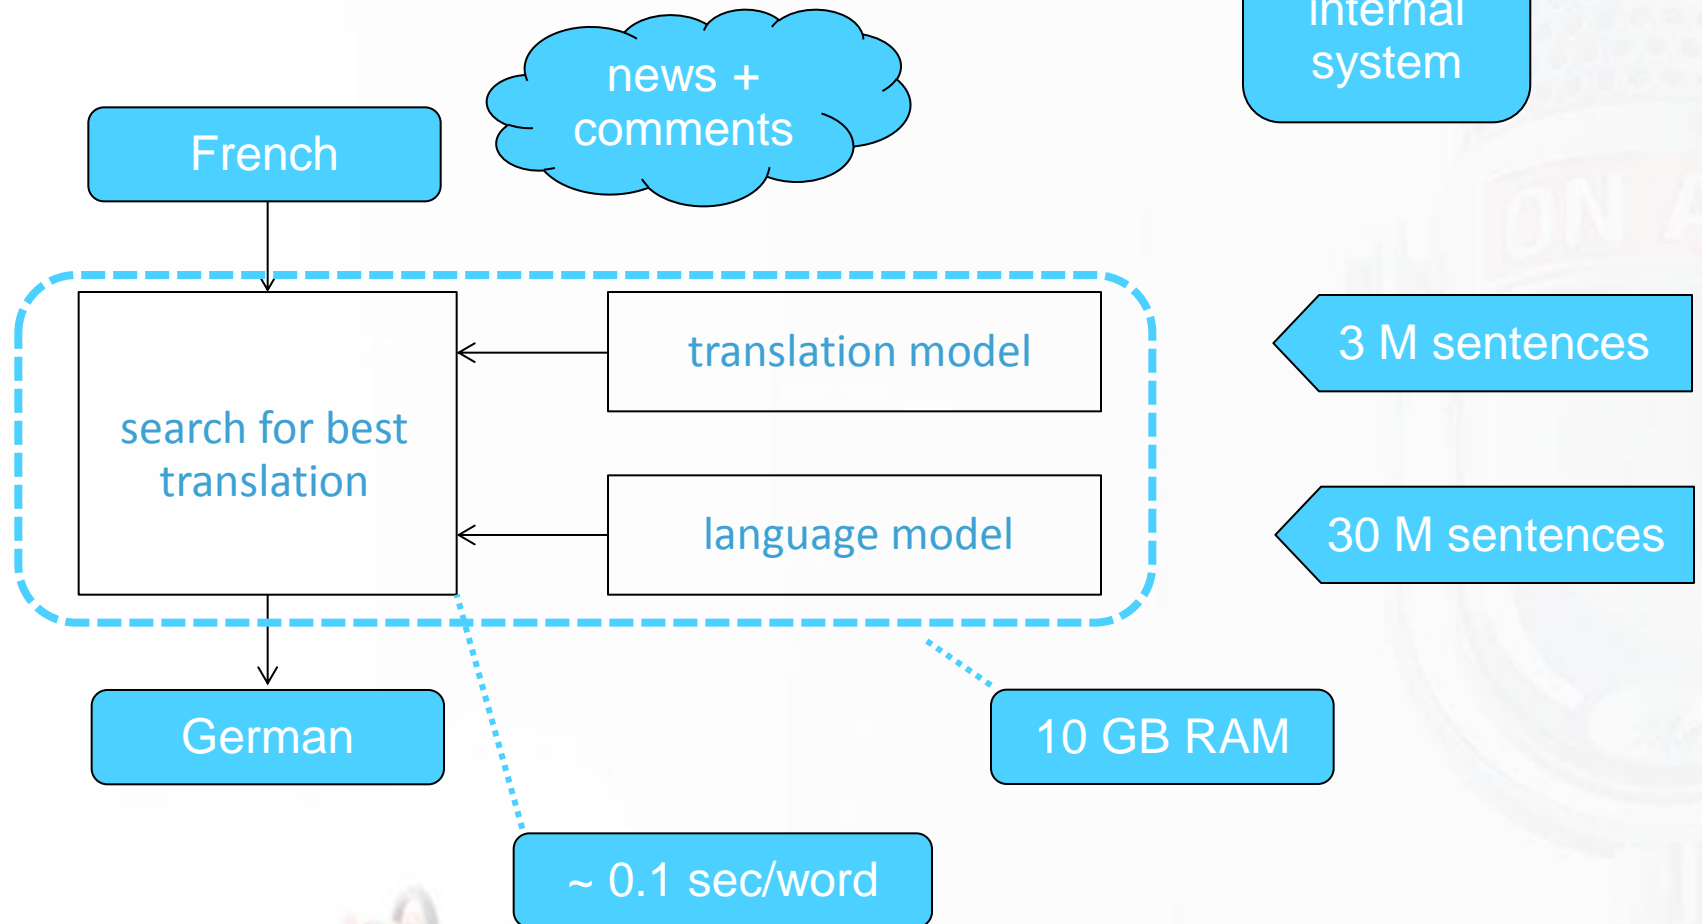 internal
system
news +
comments
French
translation model
3 M sentences
search for best
translation
language model
30 M sentences
German
10 GB RAM
~ 0.1 sec/word